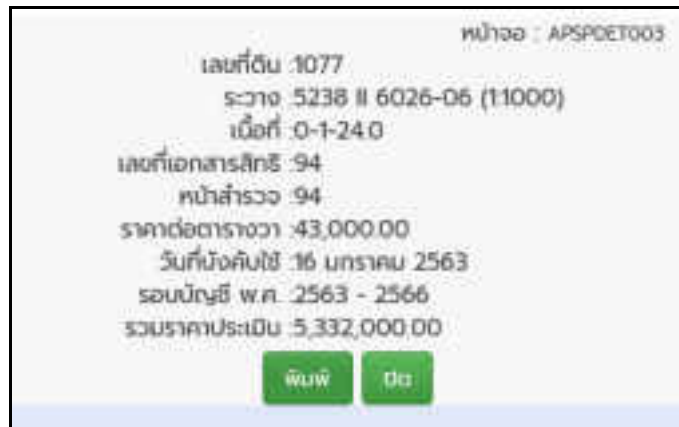 หน้าจอ : APSPDET003
เลขที่ดิน :1077
ระวาง :5238 II 6026-06 (1:1000)
เนื้อที่ :0-1-24.0
เลขที่เอกสารสิทธิ :94
หน้าสำรวจ :94
ราคาต่อตารางวา :43,000.00
วันที่บังคับใช้ :16 มกราคม 2563
รอบบัญชี พ.ศ. :2563 - 2566
รวมราคาประเมิน :5,332,000.00
พิมพ์ ปิด